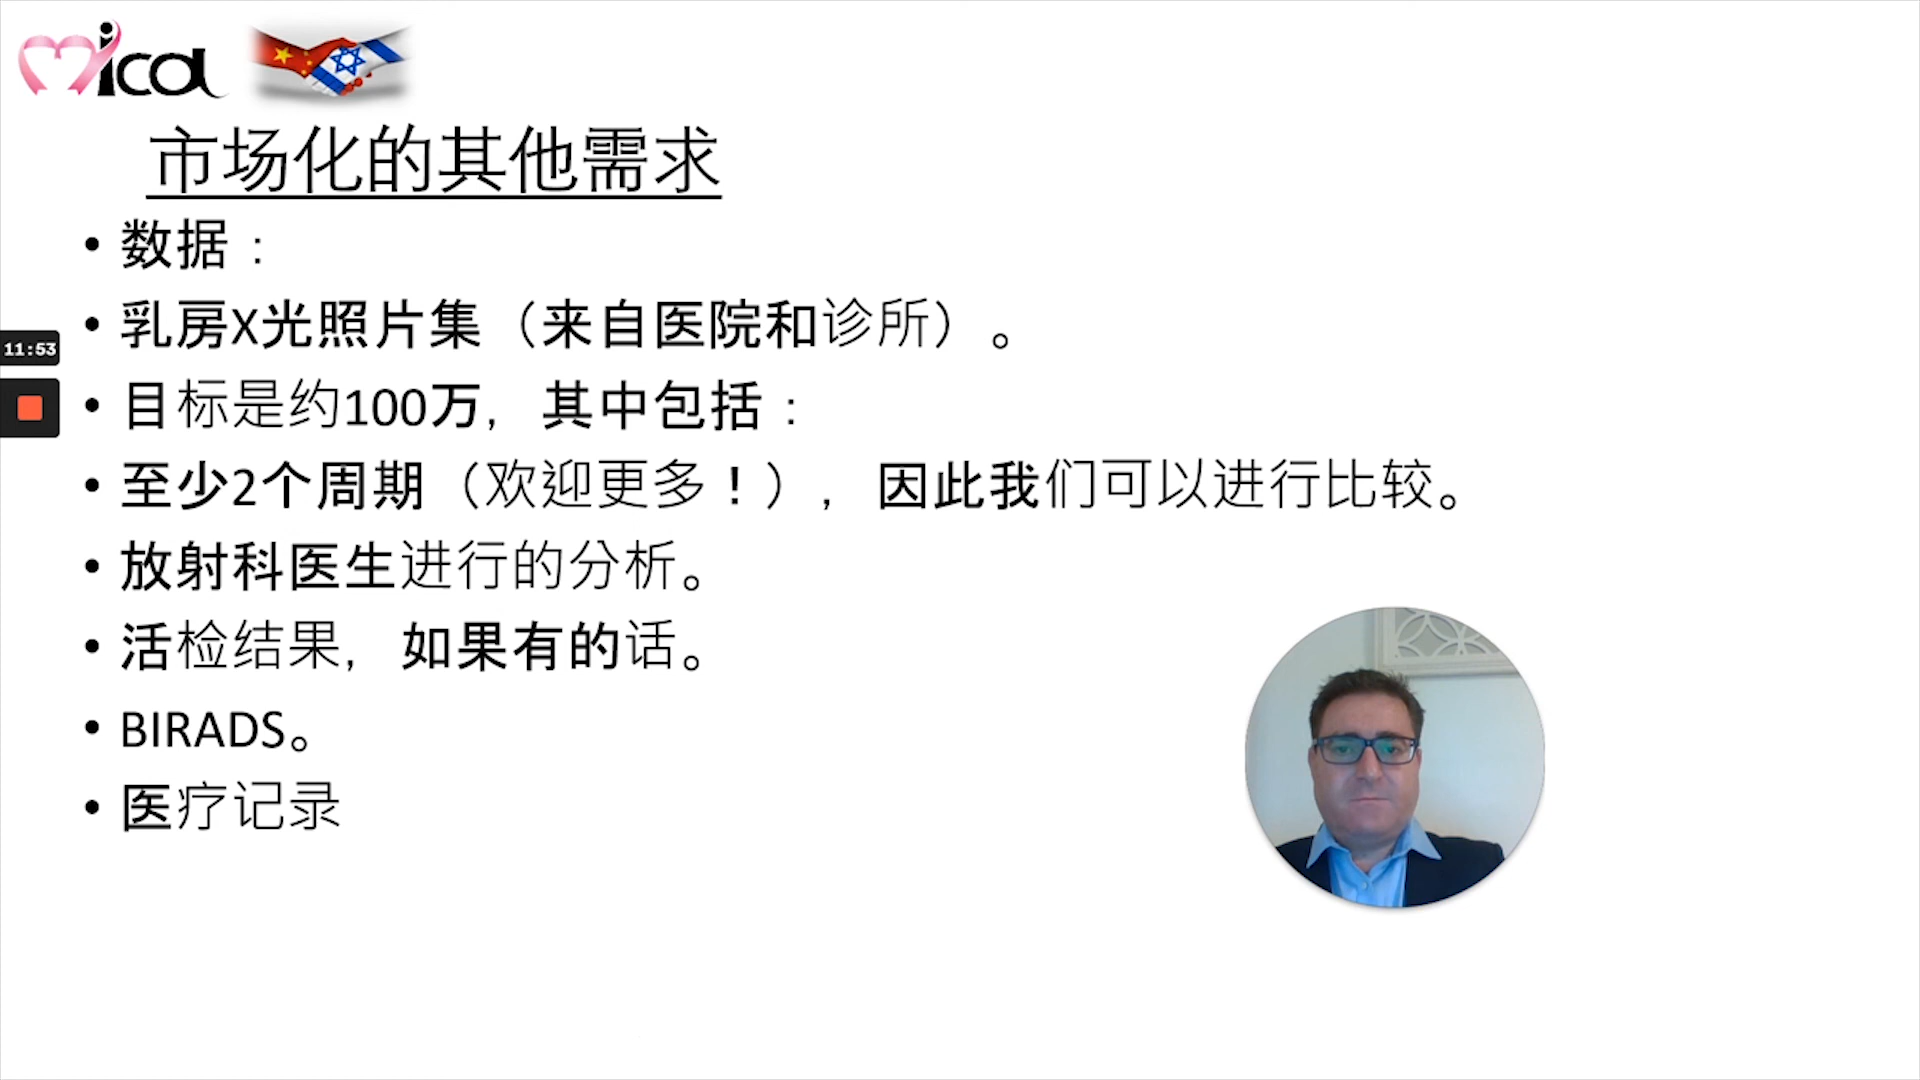 mical
市场化的其他需求
• 数据：
• 乳房X光照片集（来自医院和诊所）。
11:53
• 目标是约100万，其中包括：
• 至少2个周期（欢迎更多！），因此我们可以进行比较。
• 放射科医生进行的分析。
• 活检结果，如果有的话。
• BIRADS。
• 医疗记录